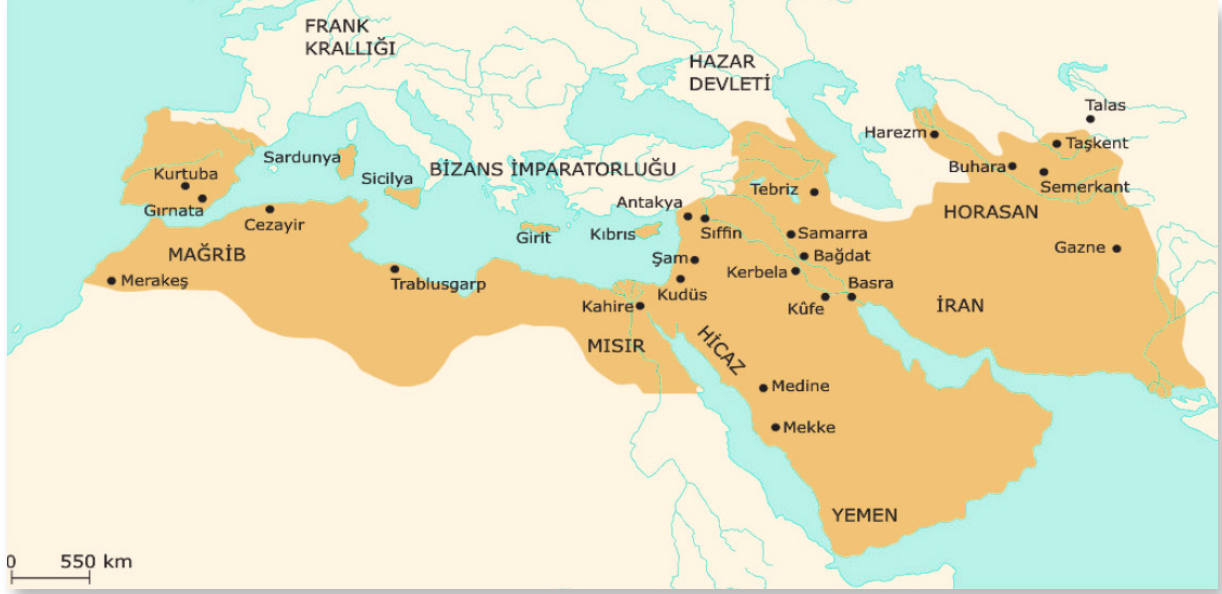 FRANK
KRALLIĞI
HAZAR
DEVLETİ
Talas
Harezm
Taşkent
Sardunya
BİZANS İMPARATORLUĞU
Buhara
Kurtuba
Sicilya
Tebriz
Semerkant
Gırnata
Antakya
HORASAN
Cezayir
Girit
Kıbrıs
Sıffin
Samarra
MAĞRİB
Şam
Bağdat
Gazne
Merakeş
Trablusgarp
Kerbela
Kudüs
Basra
Kahire
Kûfe
İRAN
MISIR
HİCAZ
Medine
Mekke
YEMEN
0 550 km